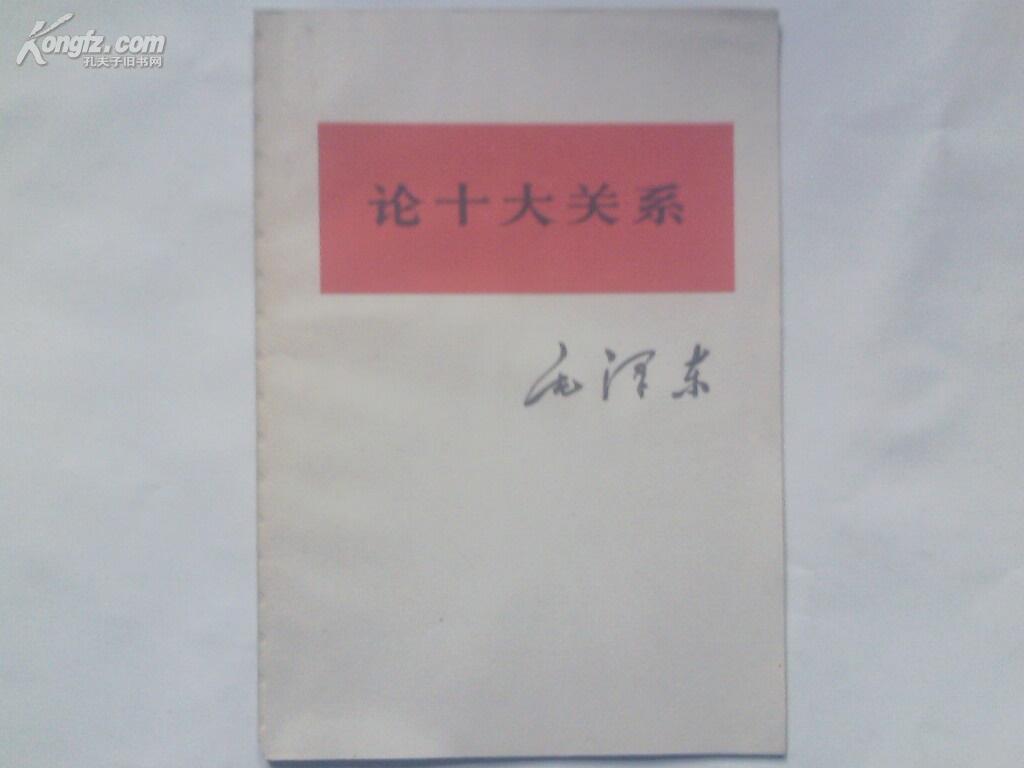 Kongfz.com
孔夫子旧书网
论十大关系
毛泽东